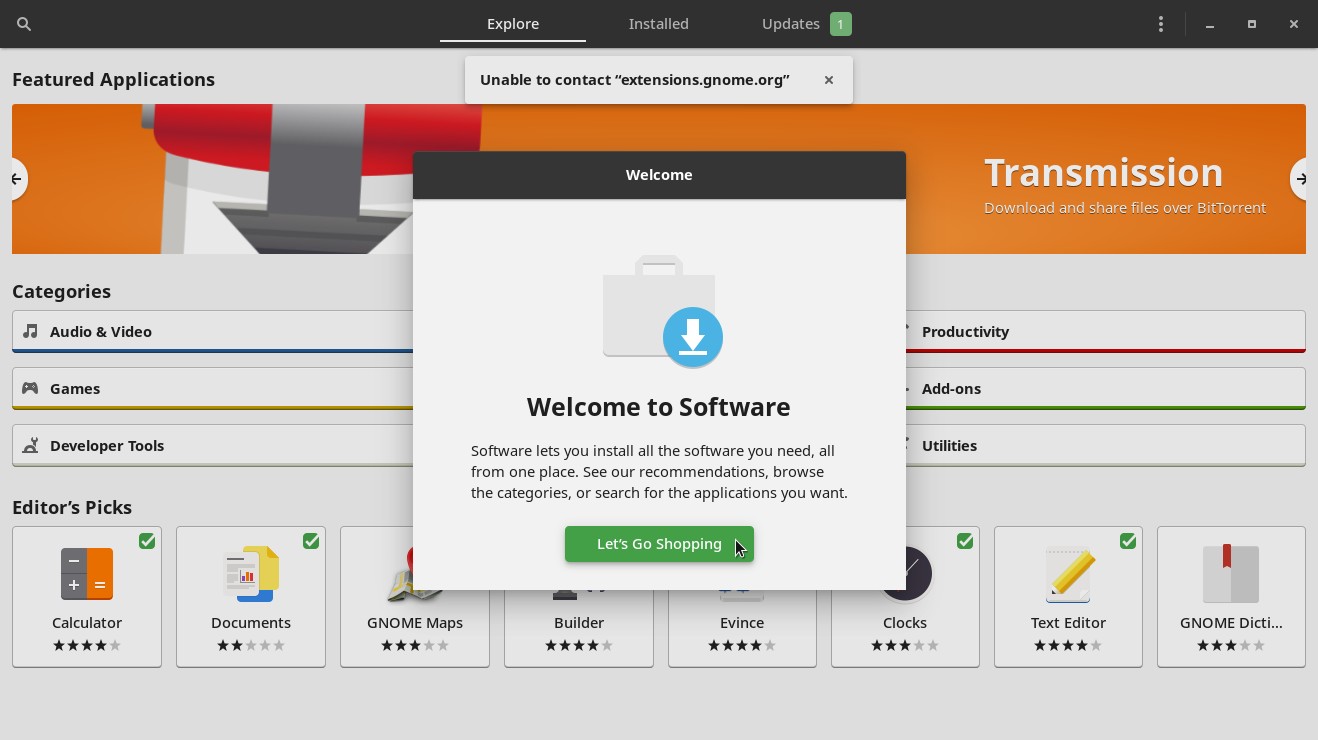 Explore
Installed
Updates 1
Unable to contact “extensions.gnome.org”
Featured Applications
Transmission
Download and share files over BitTorrent
Welcome
Welcome to Software
Software lets you install all the software you need, all
from one place. See our recommendations, browse
the categories, or search for the applications you want.
Let’s Go Shopping
Categories
Audio & Video
Productivity
Games
Add-ons
Developer Tools
Utilities
Editor’s Picks
Calculator
Documents
GNOME Maps
Builder
Evince
Clocks
Text Editor
GNOME Dicti...